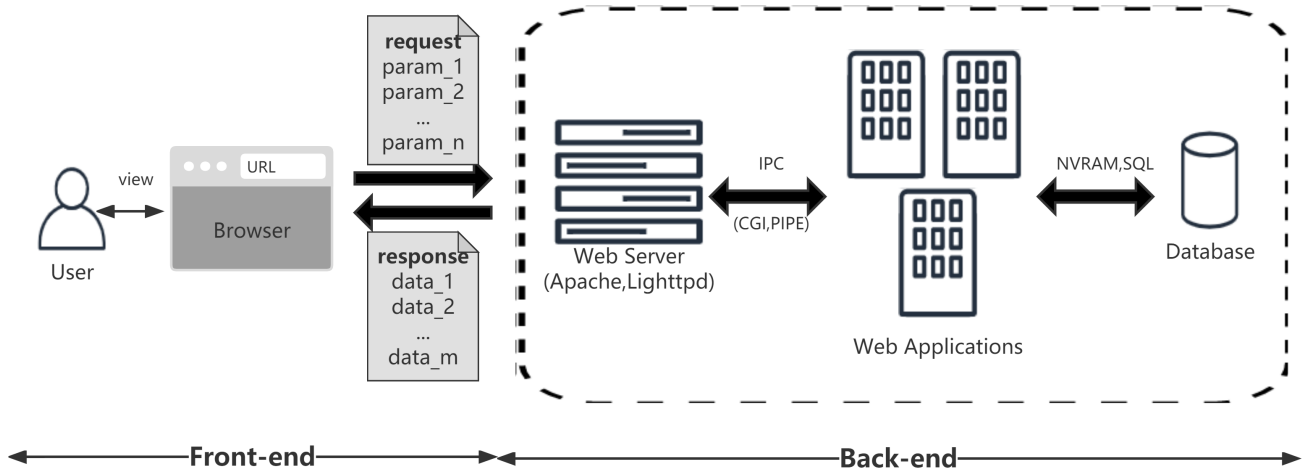 request
param_1
param_2
...
param_n
URL
Browser
view
User
response
data_1
data_2
...
data_m
Web Server
(Apache,Lighttpd)
IPC
(CGI,PIPE)
Web Applications
NVRAM,SQL
Database
Front-end
Back-end